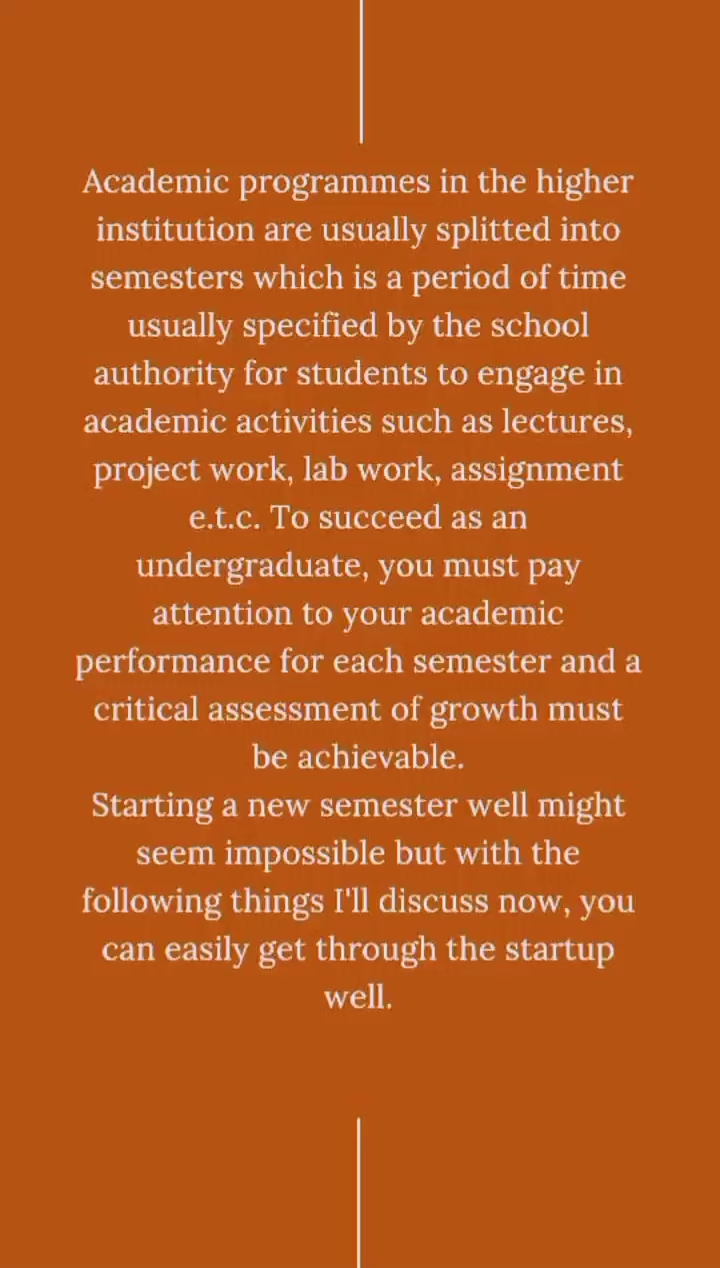 Academic programmes in the higher
institution are usually splitted into
semesters which is a period of time
usually specified by the school
authority for students to engage in
academic activities such as lectures,
project work, lab work, assignment
e.t.c. To succeed as an
undergraduate, you must pay
attention to your academic
performance for each semester and a
critical assessment of growth must
be achievable.
Starting a new semester well might
seem impossible but with the
following things I'll discuss now, you
can easily get through the startup
well.